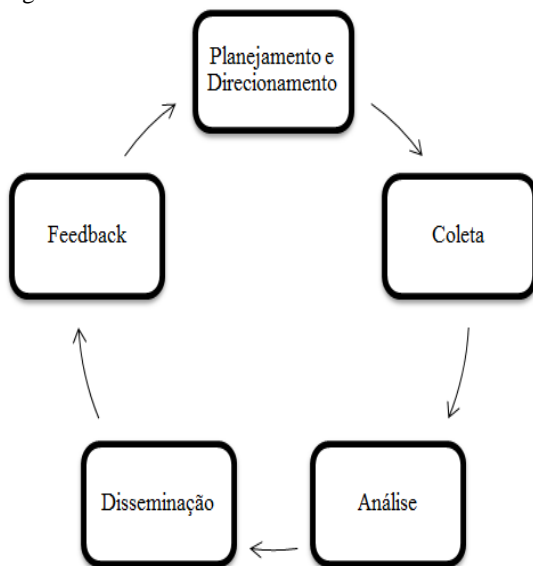 Planejamento e
Direcionamento
Coleta
Análise
Disseminação
Feedback